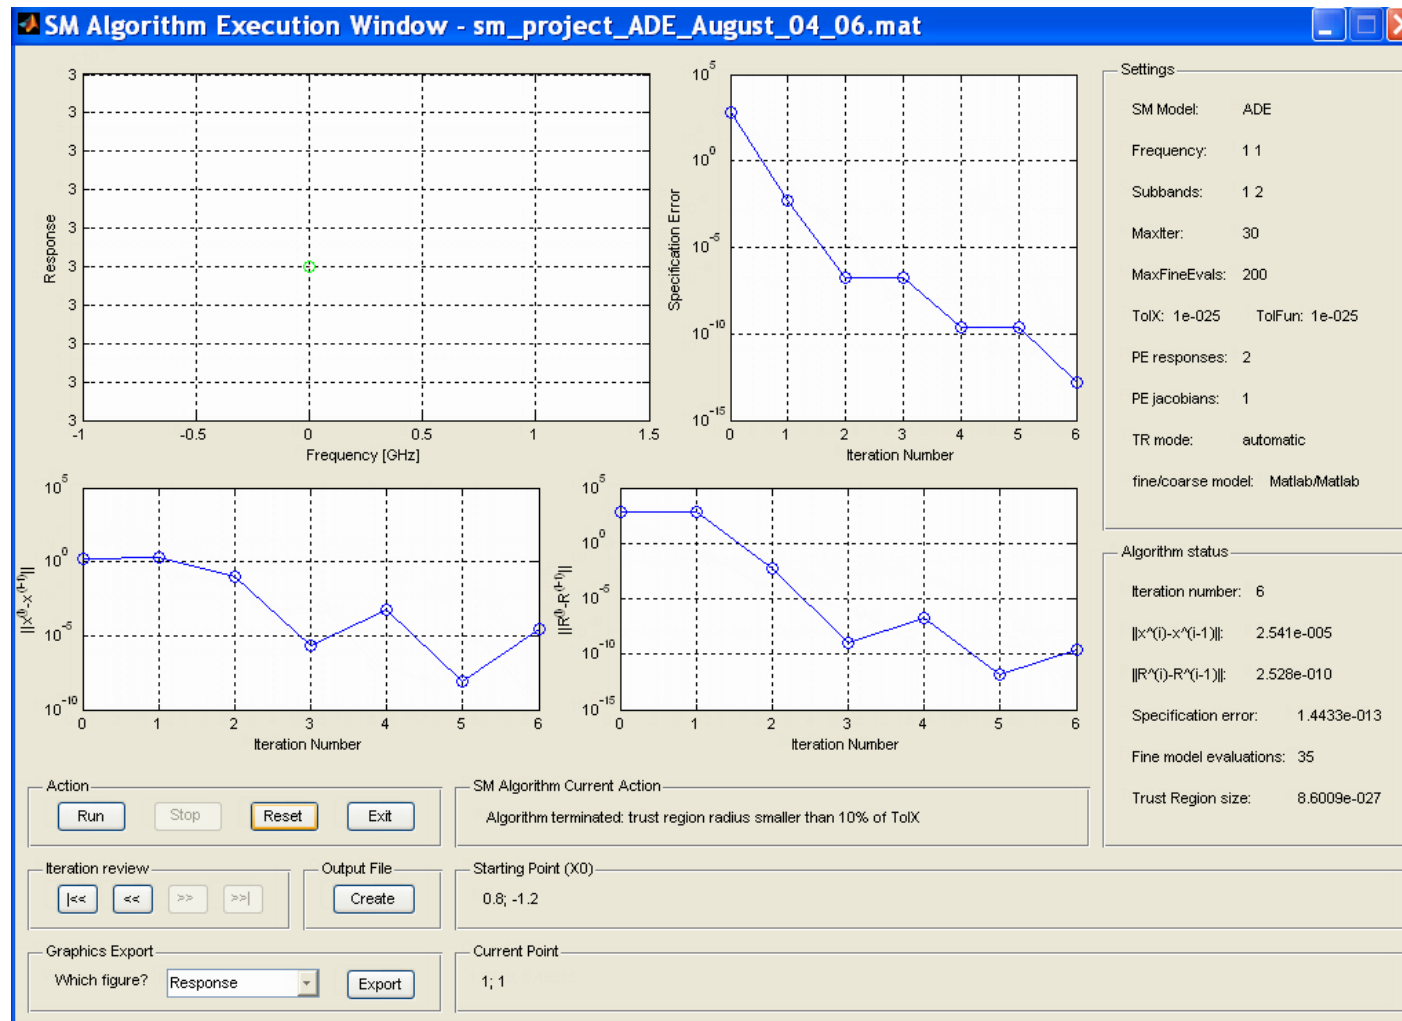 SM Algorithm Execution Window - sm_project_ADE_August_04_06.mat
3
3
3
3
3
3
3
3
3
3
Response
-1 -0.5 0 0.5 1 1.5
Frequency [GHz]
10^5
10^0
10^-5
10^-10
10^-15
Specification Error
0 1 2 3 4 5 6
Iteration Number
10^5
10^0
10^-5
10^-10
||x^(i)-x^(i-1)||
0 1 2 3 4 5 6
Iteration Number
10^5
10^0
10^-5
10^-10
10^-15
||R^(i)-R^(i-1)||
0 1 2 3 4 5 6
Iteration Number
Settings
SM Model: ADE
Frequency: 1 1
Subbands: 1 2
MaxIter: 30
MaxFineEvals: 200
TolX: 1e-025 TolFun: 1e-025
PE responses: 2
PE jacobians: 1
TR mode: automatic
fine/coarse model: Matlab/Matlab
Algorithm status
Iteration number: 6
||x^(i)-x^(i-1)||: 2.541e-005
||R^(i)-R^(i-1)||: 2.528e-010
Specification error: 1.4433e-013
Fine model evaluations: 35
Trust Region size: 8.6009e-027
Action
Run Stop Reset Exit
SM Algorithm Current Action
Algorithm terminated: trust region radius smaller than 10% of TolX
Iteration review
|<< << >> >>|
Output File
Create
Starting Point (X0)
0.8; -1.2
Graphics Export
Which figure? Response Export
Current Point
1; 1